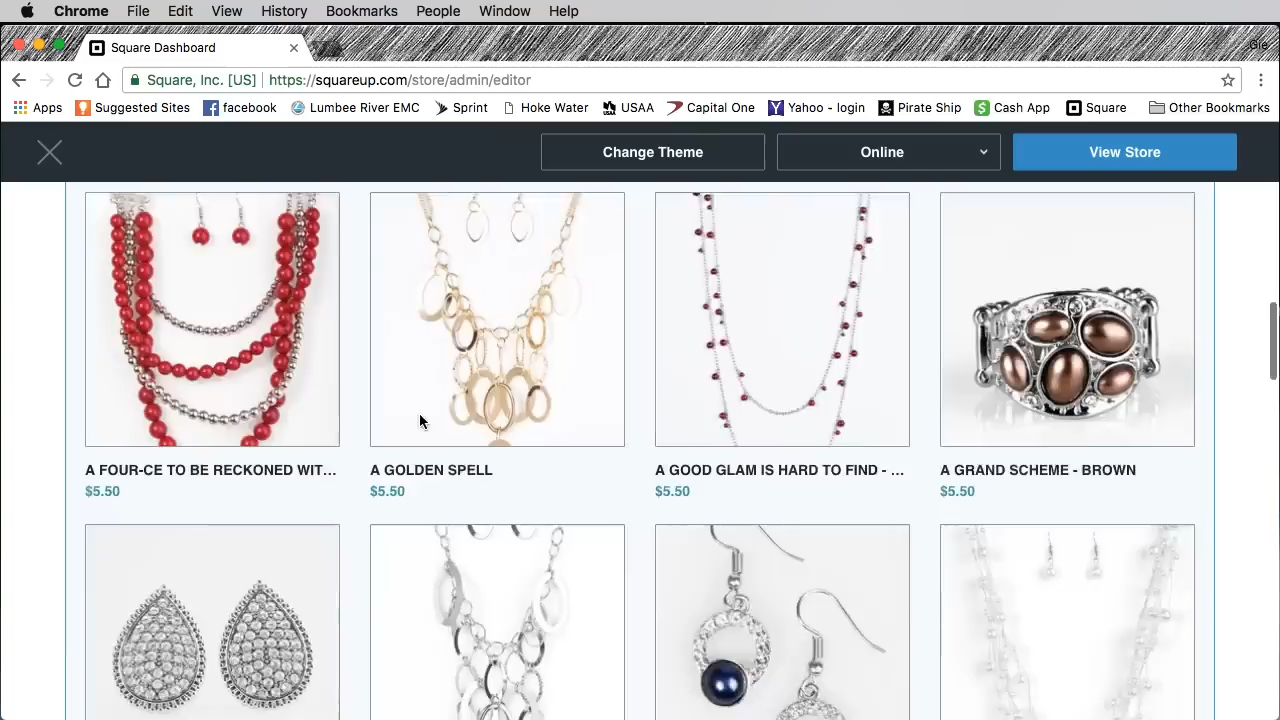 Chrome File Edit View History Bookmarks People Window Help
Square Dashboard
Gle
Square, Inc. [US] https://squareup.com/store/admin/editor
Apps Suggested Sites facebook Lumbee River EMC Sprint Hoke Water USAA Capital One Yahoo - login Pirate Ship Cash App Square Other Bookmarks
Change Theme Online View Store
A FOUR-CE TO BE RECKONED WIT... A GOLDEN SPELL A GOOD GLAM IS HARD TO FIND - ... A GRAND SCHEME - BROWN
$5.50 $5.50 $5.50 $5.50